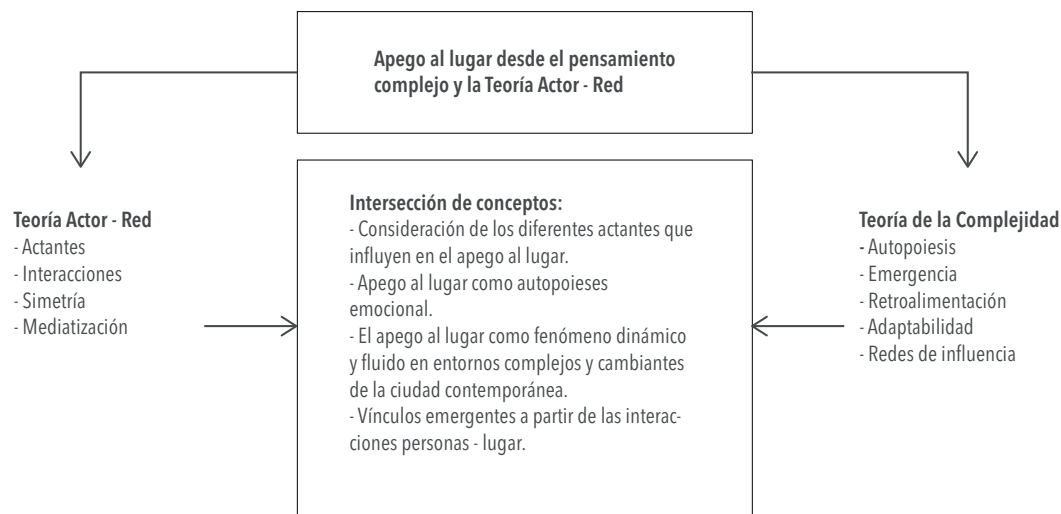 Apego al lugar desde el pensamiento
complejo y la Teoría Actor - Red
Teoría Actor - Red
- Actantes
- Interacciones
- Simetría
- Mediatización
Intersección de conceptos:
- Consideración de los diferentes actantes que
influyen en el apego al lugar.
- Apego al lugar como autopoieses
emocional.
- El apego al lugar como fenómeno dinámico
y fluido en entornos complejos y cambiantes
de la ciudad contemporánea.
- Vínculos emergentes a partir de las interac-
ciones personas - lugar.
Teoría de la Complejidad
- Autopoiesis
- Emergencia
- Retroalimentación
- Adaptabilidad
- Redes de influencia